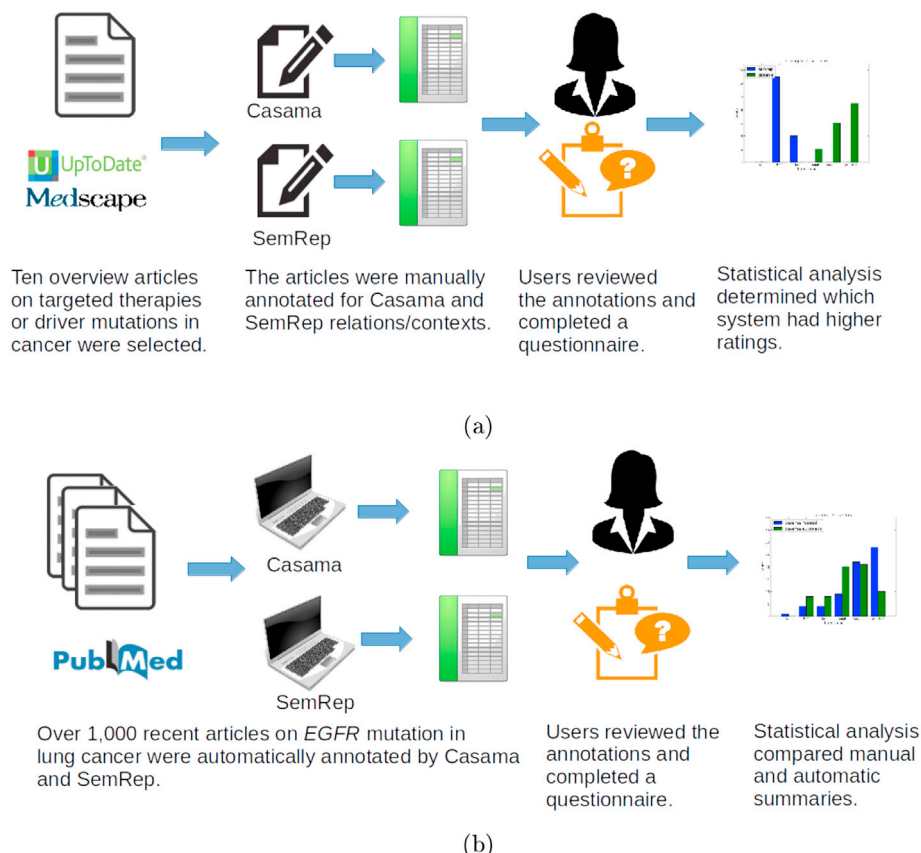 UpToDate®
Medscape
Casama
SemRep
?
Ten overview articles
on targeted therapies
or driver mutations in
cancer were selected.
The articles were manually
annotated for Casama and
SemRep relations/contexts.
Users reviewed
the annotations and
completed a
questionnaire.
Statistical analysis
determined which
system had higher
ratings.
(a)
PubMed
Casama
SemRep
?
Over 1,000 recent articles on EGFR mutation in
lung cancer were automatically annotated by Casama
and SemRep.
Users reviewed the
annotations and
completed a
questionnaire.
Statistical analysis
compared manual
and automatic
summaries.
(b)